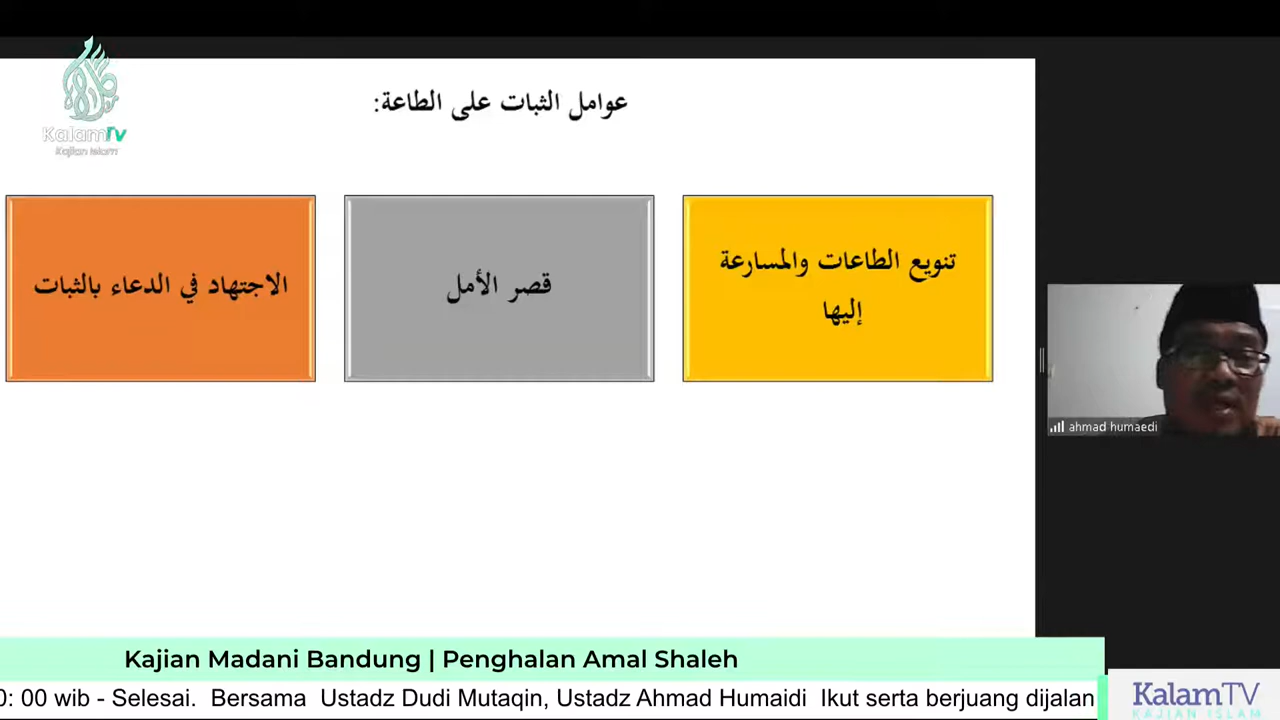 KalamTV
Kajian Islam
عوامل الثبات على الطاعة:
تنويع الطاعات والمسارعة
إليها
قصر الأمل
الاجتهاد في الدعاء بالثبات
ahmad humaedi
Kajian Madani Bandung | Penghalan Amal Shaleh
0: 00 wib - Selesai. Bersama Ustadz Dudi Mutaqin, Ustadz Ahmad Humaidi Ikut serta berjuang dijalan
KalamTV
KAJIAN ISLAM